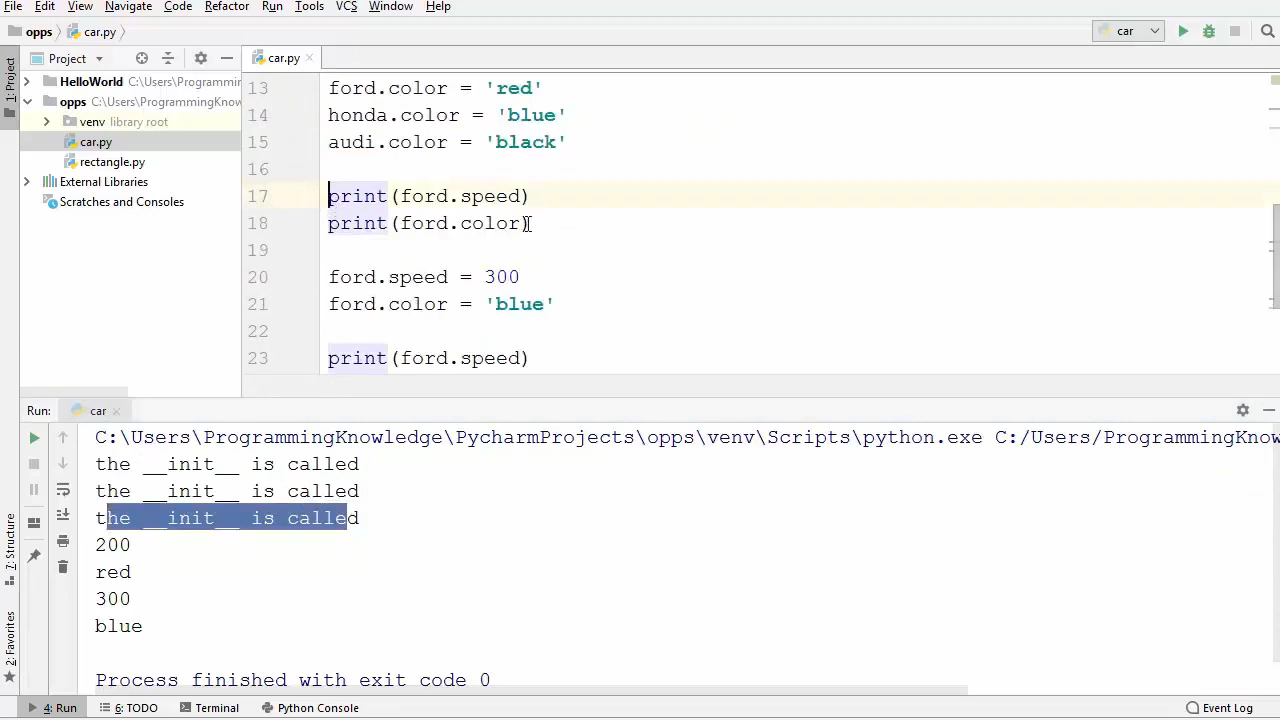 File Edit View Navigate Code Refactor Run Tools VCS Window Help
opps car.py car
Project car.py
1: Project
HelloWorld C:\Users\Programmin
opps C:\Users\ProgrammingKnow
venv library root
car.py
rectangle.py
External Libraries
Scratches and Consoles
13 ford.color = 'red'
14 honda.color = 'blue'
15 audi.color = 'black'
16
17 print(ford.speed)
18 print(ford.color)
19
20 ford.speed = 300
21 ford.color = 'blue'
22
23 print(ford.speed)
Run: car
C:\Users\ProgrammingKnowledge\PycharmProjects\opps\venv\Scripts\python.exe C:/Users/ProgrammingKnow
the __init__ is called
the __init__ is called
the __init__ is called
200
red
300
blue
Process finished with exit code 0
7: Structure
2: Favorites
4: Run 6: TODO Terminal Python Console Event Log